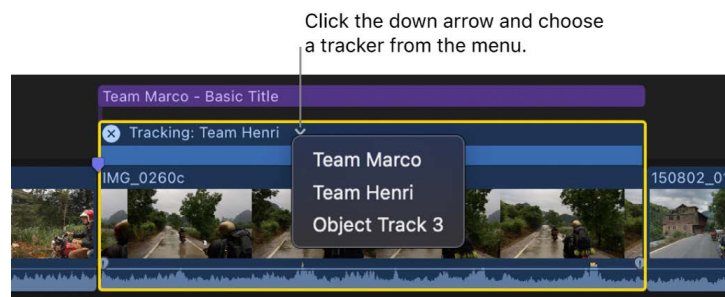 Click the down arrow and choose
a tracker from the menu.
Team Marco - Basic Title
Tracking: Team Henri
Team Marco
Team Henri
Object Track 3
IMG_0260c